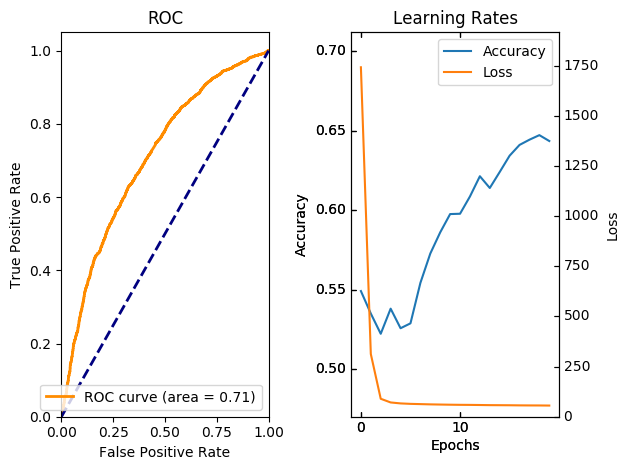 ROC
True Positive Rate
1.0
0.8
0.6
0.4
0.2
0.0
0.00 0.25 0.50 0.75 1.00
False Positive Rate
ROC curve (area = 0.71)
Learning Rates
Accuracy
Loss
Accuracy
0.70
0.65
0.60
0.55
0.50
0 10
Epochs
1750
1500
1250
1000
750
500
250
0
Loss